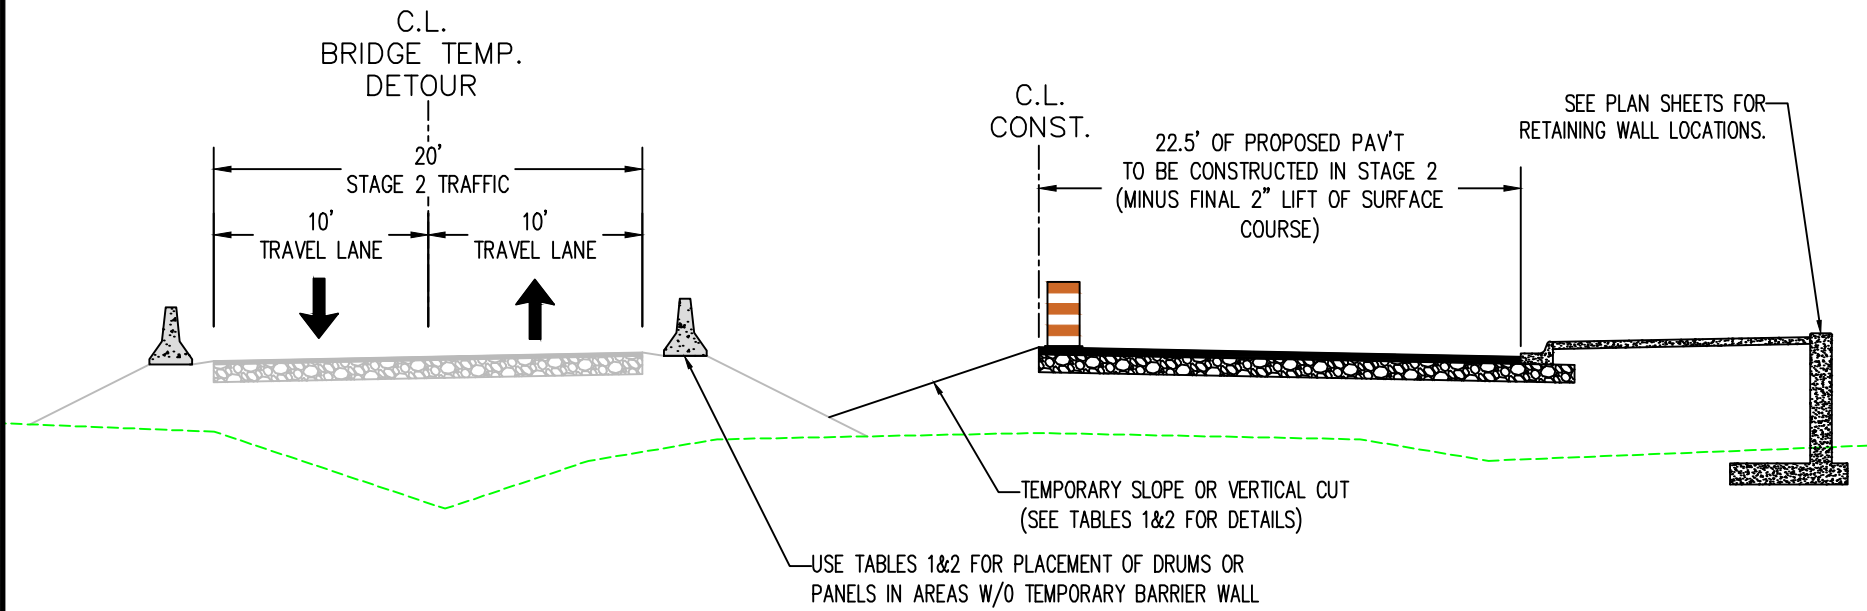 C.L.
BRIDGE TEMP.
DETOUR
20'
STAGE 2 TRAFFIC
10'
TRAVEL LANE
10'
TRAVEL LANE
C.L.
CONST.
22.5' OF PROPOSED PAV'T
TO BE CONSTRUCTED IN STAGE 2
(MINUS FINAL 2" LIFT OF SURFACE
COURSE)
SEE PLAN SHEETS FOR
RETAINING WALL LOCATIONS.
TEMPORARY SLOPE OR VERTICAL CUT
(SEE TABLES 1&2 FOR DETAILS)
USE TABLES 1&2 FOR PLACEMENT OF DRUMS OR
PANELS IN AREAS W/O TEMPORARY BARRIER WALL